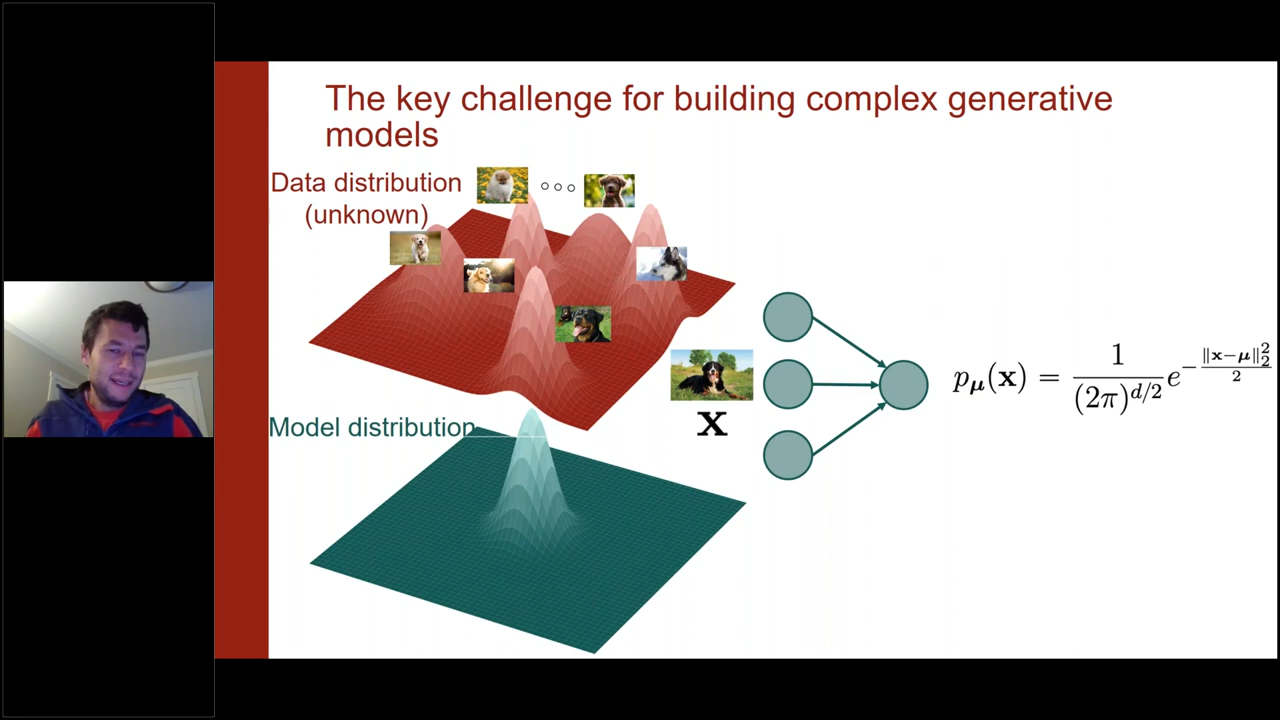 The key challenge for building complex generative
models
Data distribution
(unknown)
x
p_μ(x) = 1/(2π)^{d/2} e^{-‖x−μ‖₂²/2}
Model distribution